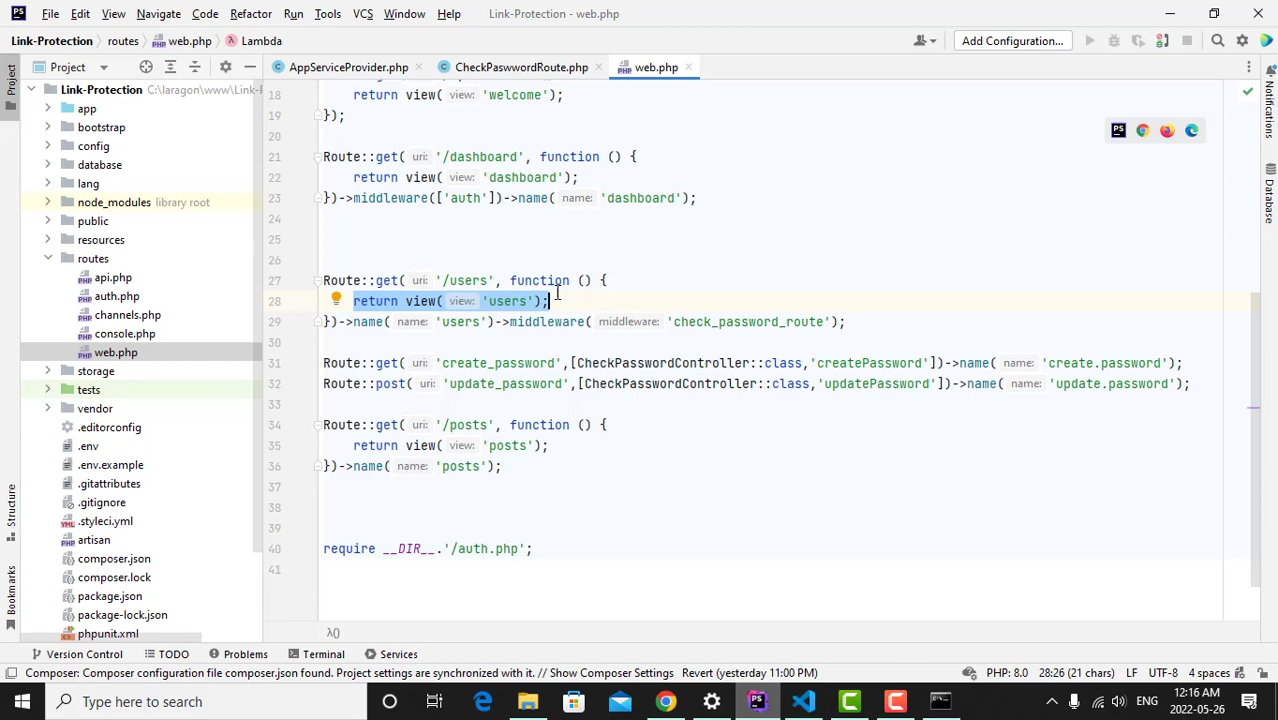 File Edit View Navigate Code Refactor Run Tools VCS Window Help Link-Protection - web.php
Link-Protection routes web.php Lambda Add Configuration...
Project AppServiceProvider.php CheckPaswwordRoute.php web.php
Project
Link-Protection C:\laragon\www\Link-P
app
bootstrap
config
database
lang
node_modules library root
public
resources
routes
api.php
auth.php
channels.php
console.php
web.php
storage
tests
vendor
.editorconfig
.env
.env.example
.gitattributes
.gitignore
.styleci.yml
artisan
composer.json
composer.lock
package.json
package-lock.json
phpunit.xml
18 return view( view: 'welcome');
19 });
20
21 Route::get( uri: '/dashboard', function () {
22 return view( view: 'dashboard');
23 })->middleware(['auth'])->name( name: 'dashboard');
24
25
26
27 Route::get( uri: '/users', function () {
28 return view( view: 'users');
29 })->name( name: 'users')->middleware( middleware: 'check_password_route');
30
31 Route::get( uri: 'create_password',[CheckPasswordController::class,'createPassword'])->name( name: 'create.password');
32 Route::post( uri: 'update_password',[CheckPasswordController::class,'updatePassword'])->name( name: 'update.password');
33
34 Route::get( uri: '/posts', function () {
35 return view( view: 'posts');
36 })->name( name: 'posts');
37
38
39
40 require __DIR__.'/auth.php';
41
λ()
Structure
Bookmarks
Notifications
Database
Version Control TODO Problems Terminal Services
Composer: Composer configuration file composer.json found. Project settings are synchronized with it. // Show Composer Settings Revert (yesterday 11:00 PM) PHP: 8.0 28:26 (21 chars) LF UTF-8 4 spaces
Type here to search ENG 12:16 AM
2022-05-26